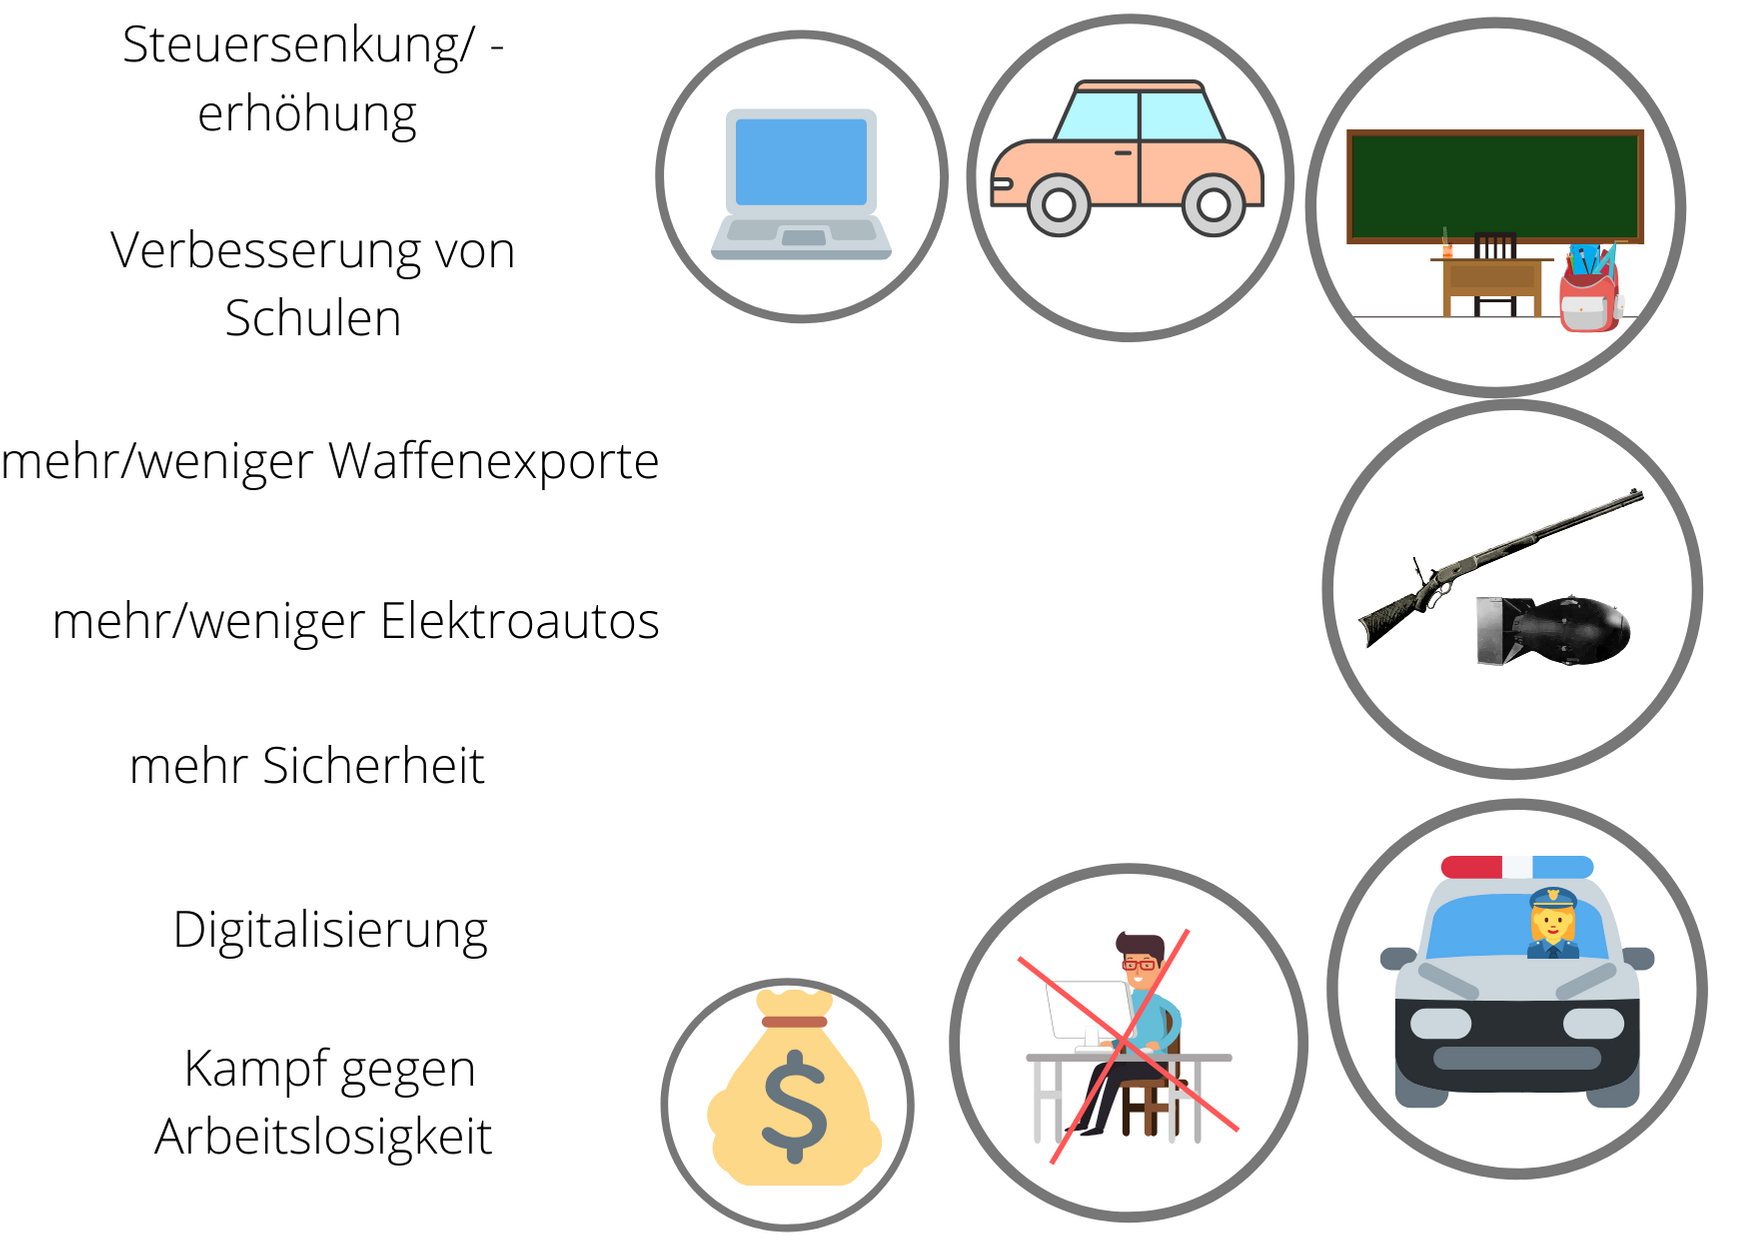 Steuersenkung/ -
erhöhung
Verbesserung von
Schulen
mehr/weniger Waffenexporte
mehr/weniger Elektroautos
mehr Sicherheit
Digitalisierung
Kampf gegen
Arbeitslosigkeit
$